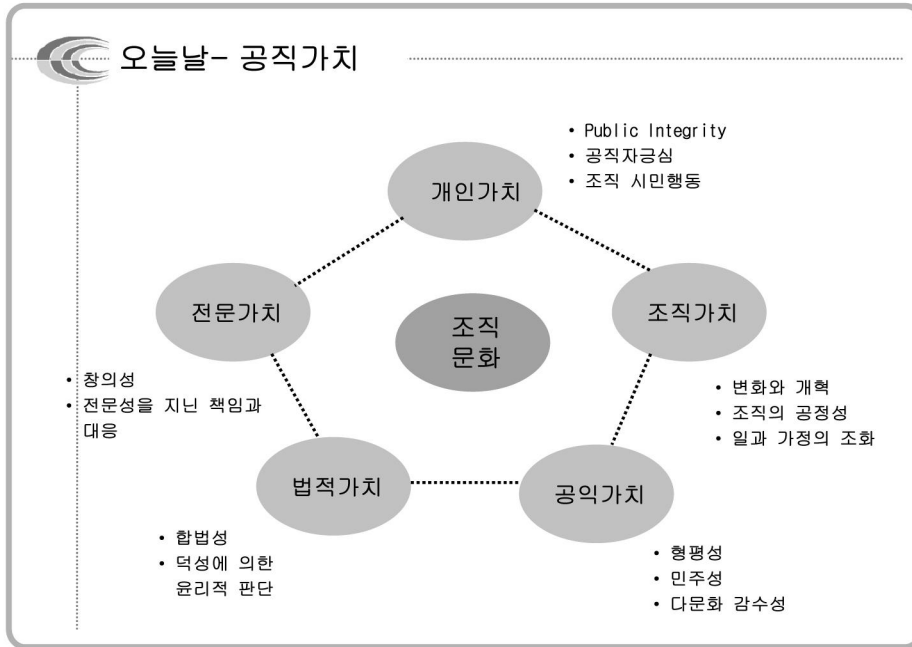 오늘날- 공직가치
• Public Integrity
• 공직자긍심
• 조직 시민행동
개인가치
전문가치
조직
문화
조직가치
• 창의성
• 전문성을 지닌 책임과
대응
• 변화와 개혁
• 조직의 공정성
• 일과 가정의 조화
법적가치
공익가치
• 합법성
• 덕성에 의한
윤리적 판단
• 형평성
• 민주성
• 다문화 감수성